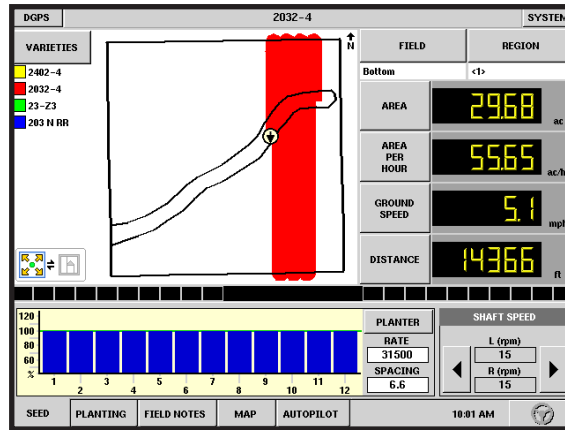 DGPS 2032-4 SYSTEM
VARIETIES
2402-4
2032-4
23-Z3
203 N RR
N
FIELD REGION
Bottom <1>
AREA 29.68 ac
AREA PER HOUR 55.65 ac/h
GROUND SPEED 5.1 mph
DISTANCE 14366 ft
120
100
80
60
%
1 2 3 4 5 6 7 8 9 10 11 12
PLANTER
RATE
31500
SPACING
6.6
SHAFT SPEED
L (rpm)
15
R (rpm)
15
SEED PLANTING FIELD NOTES MAP AUTOPILOT 10:01 AM